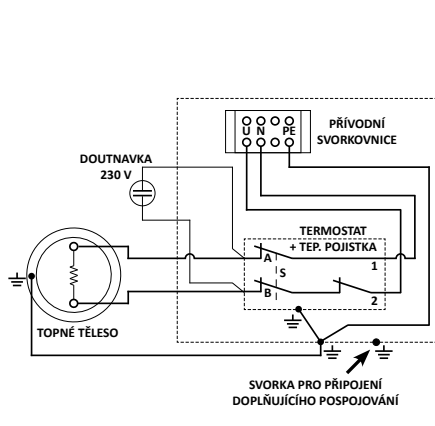 U N PE
PŘÍVODNÍ
SVORKOVNICE
DOUTNAVKA
230 V
TERMOSTAT
+ TEP. POJISTKA
A
1
S
B
2
TOPNÉ TĚLESO
SVORKA PRO PŘIPOJENÍ
DOPLŇUJÍCÍHO POSPOJOVÁNÍ